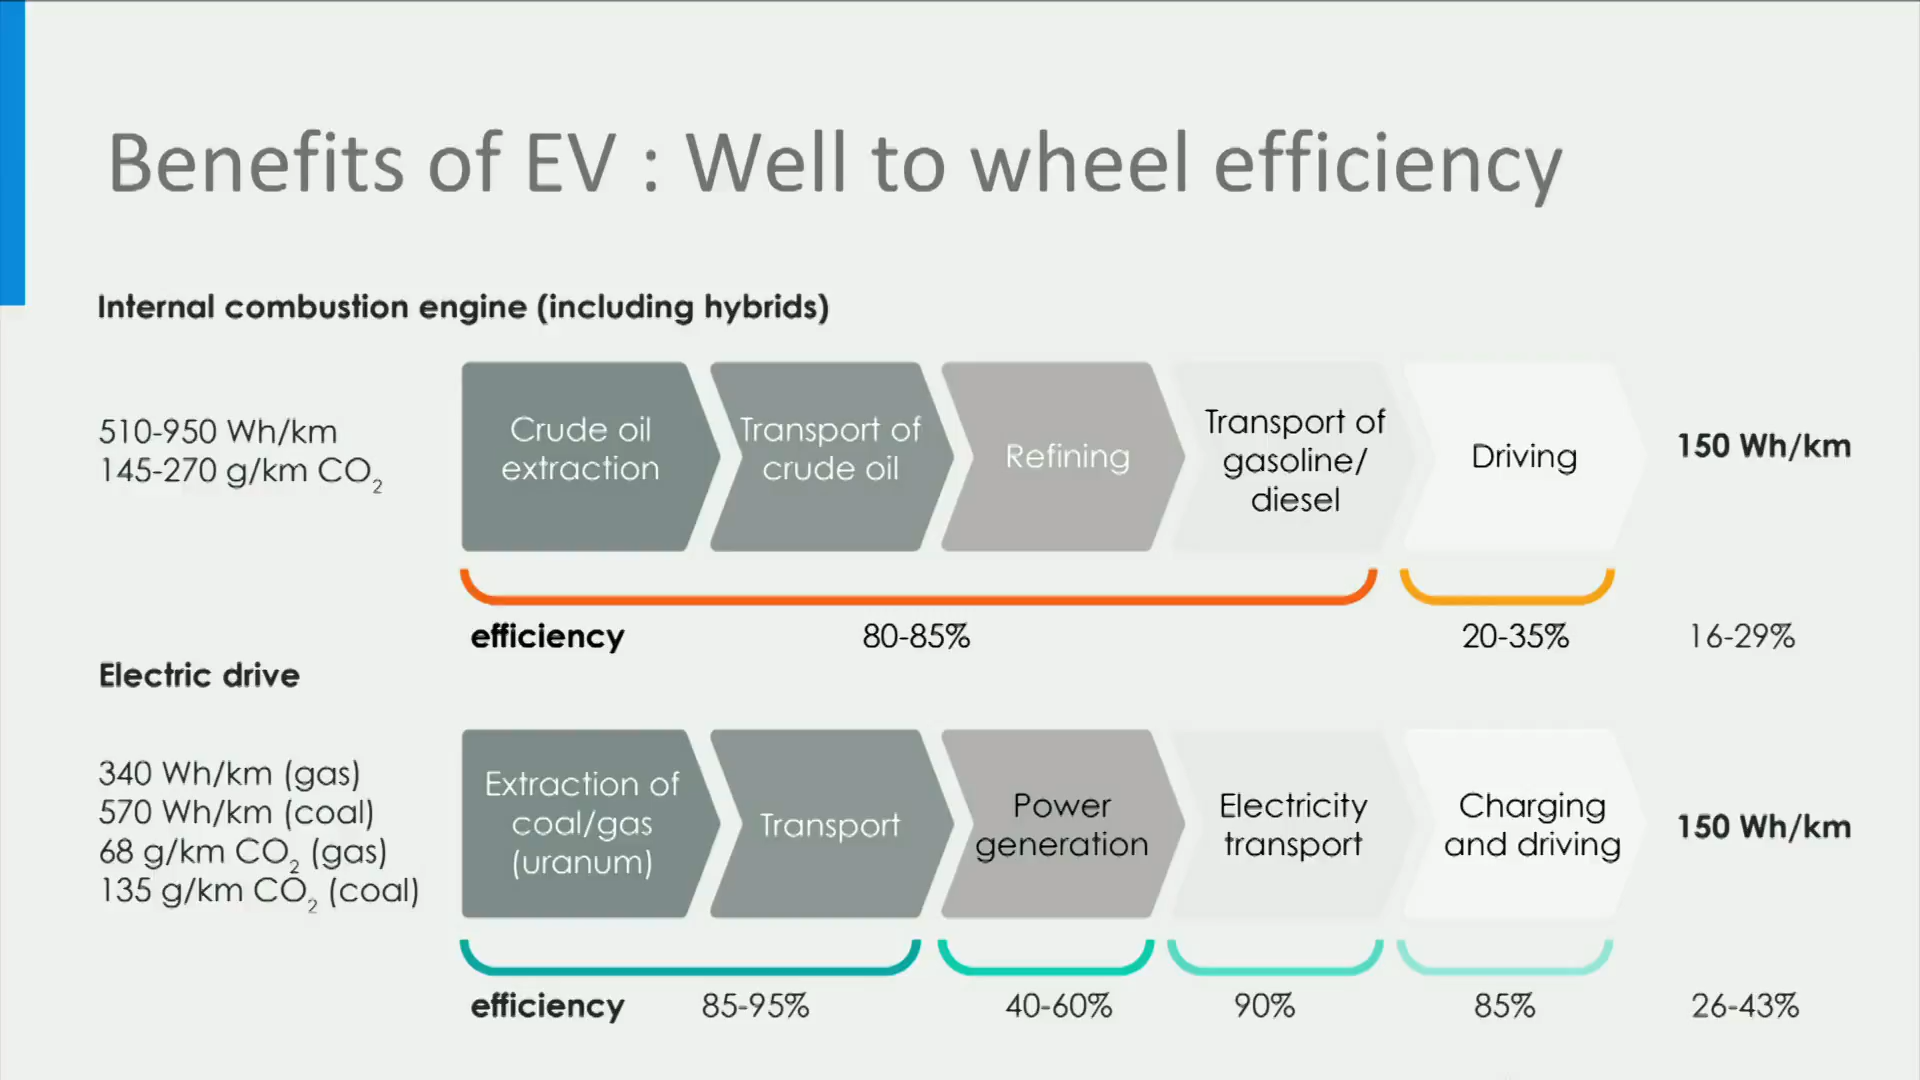 Benefits of EV : Well to wheel efficiency
Internal combustion engine (including hybrids)
510-950 Wh/km
145-270 g/km CO2
Crude oil
extraction
Transport of
crude oil
Refining
Transport of
gasoline/
diesel
Driving
150 Wh/km
efficiency 80-85% 20-35% 16-29%
Electric drive
340 Wh/km (gas)
570 Wh/km (coal)
68 g/km CO2 (gas)
135 g/km CO2 (coal)
Extraction of
coal/gas
(uranum)
Transport
Power
generation
Electricity
transport
Charging
and driving
150 Wh/km
efficiency 85-95% 40-60% 90% 85% 26-43%